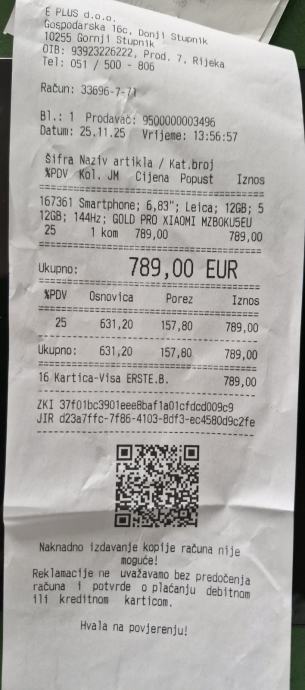 E PLUS d.o.o.
Gospodarska 16c, Donji Stupnik
10255 Gornji Stupnik
OIB: 93923226222, Prod. 7, Rijeka
Tel: 051 / 500 - 806
Račun: 33696-7-71
Bl.: 1 Prodavač: 9500000003496
Datum: 25.11.25 Vrijeme: 13:56:57
Šifra Naziv artikla / Kat.broj
%PDV Kol. JM Cijena Popust Iznos
167361 Smartphone; 6,83"; Leica; 12GB; 5
12GB; 144Hz; GOLD PRO XIAOMI MZB0KU5EU
25 1 kom 789,00 789,00
Ukupno: 789,00 EUR
%PDV Osnovica Porez Iznos
25 631,20 157,80 789,00
Ukupno: 631,20 157,80 789,00
16 Kartica-Visa ERSTE.B. 789,00
ZKI 37f01bc3901eee8baf1a01cfdcd009c9
JIR d23a7ffc-7f86-4103-8df3-ec4580d9c2fe
Naknadno izdavanje kopije računa nije
moguće!
Reklamacije ne uvažavamo bez predočenja
računa i potvrde o plaćanju debitnom
ili kreditnom karticom.
Hvala na povjerenju!